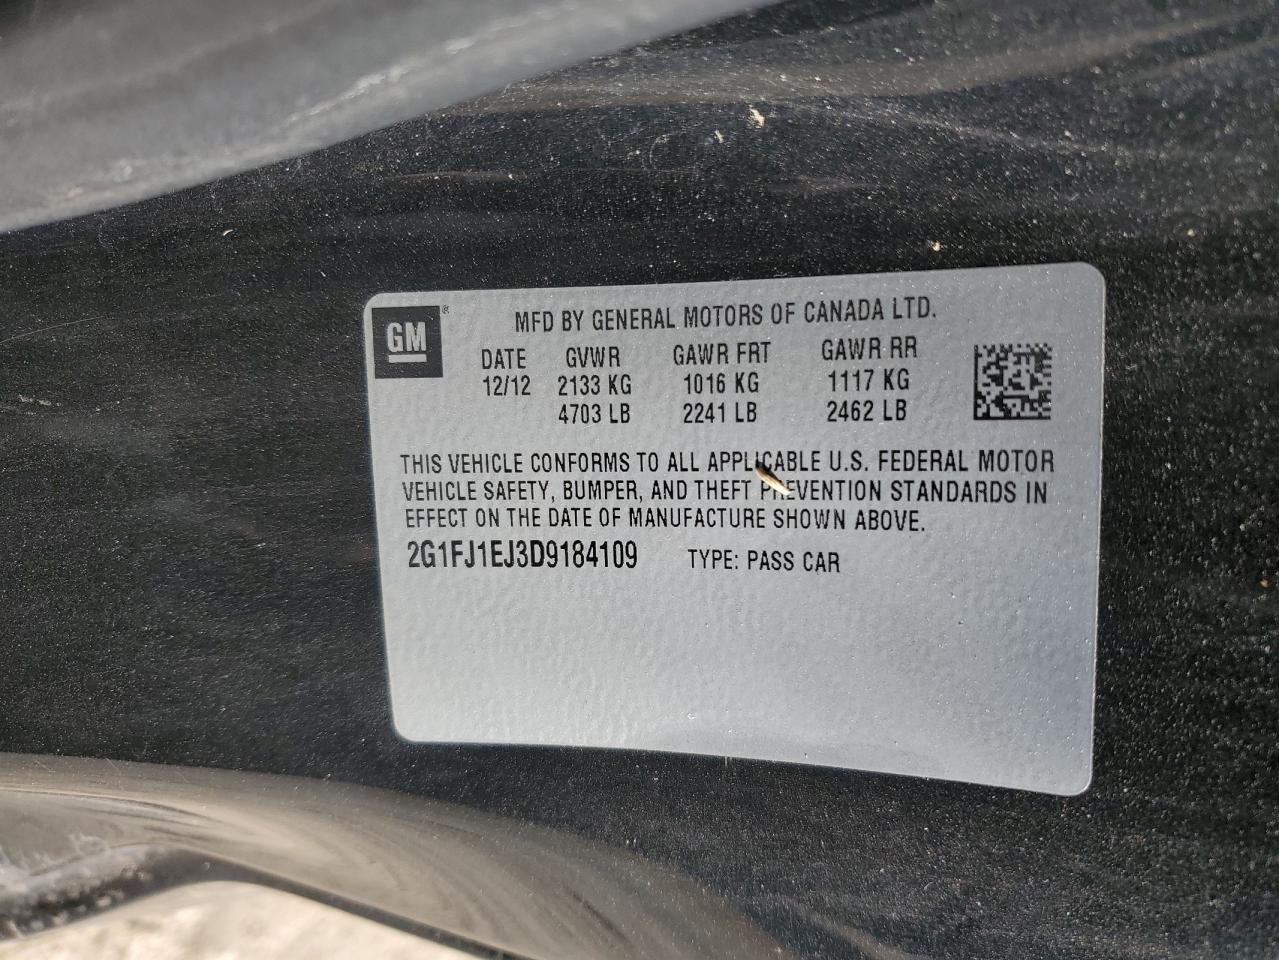 GM ®
MFD BY GENERAL MOTORS OF CANADA LTD.
DATE GVWR GAWR FRT GAWR RR
12/12 2133 KG 1016 KG 1117 KG
4703 LB 2241 LB 2462 LB
THIS VEHICLE CONFORMS TO ALL APPLICABLE U.S. FEDERAL MOTOR
VEHICLE SAFETY, BUMPER, AND THEFT PREVENTION STANDARDS IN
EFFECT ON THE DATE OF MANUFACTURE SHOWN ABOVE.
2G1FJ1EJ3D9184109 TYPE: PASS CAR